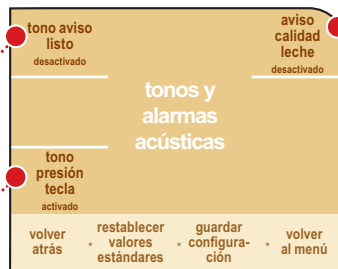 tono aviso
listo
desactivado
aviso
calidad
leche
desactivado
tonos y
alarmas
acústicas
tono
presión
tecla
activado
volver
atrás
restablecer
valores
estándares
guardar
configura-
ción
volver
al menú